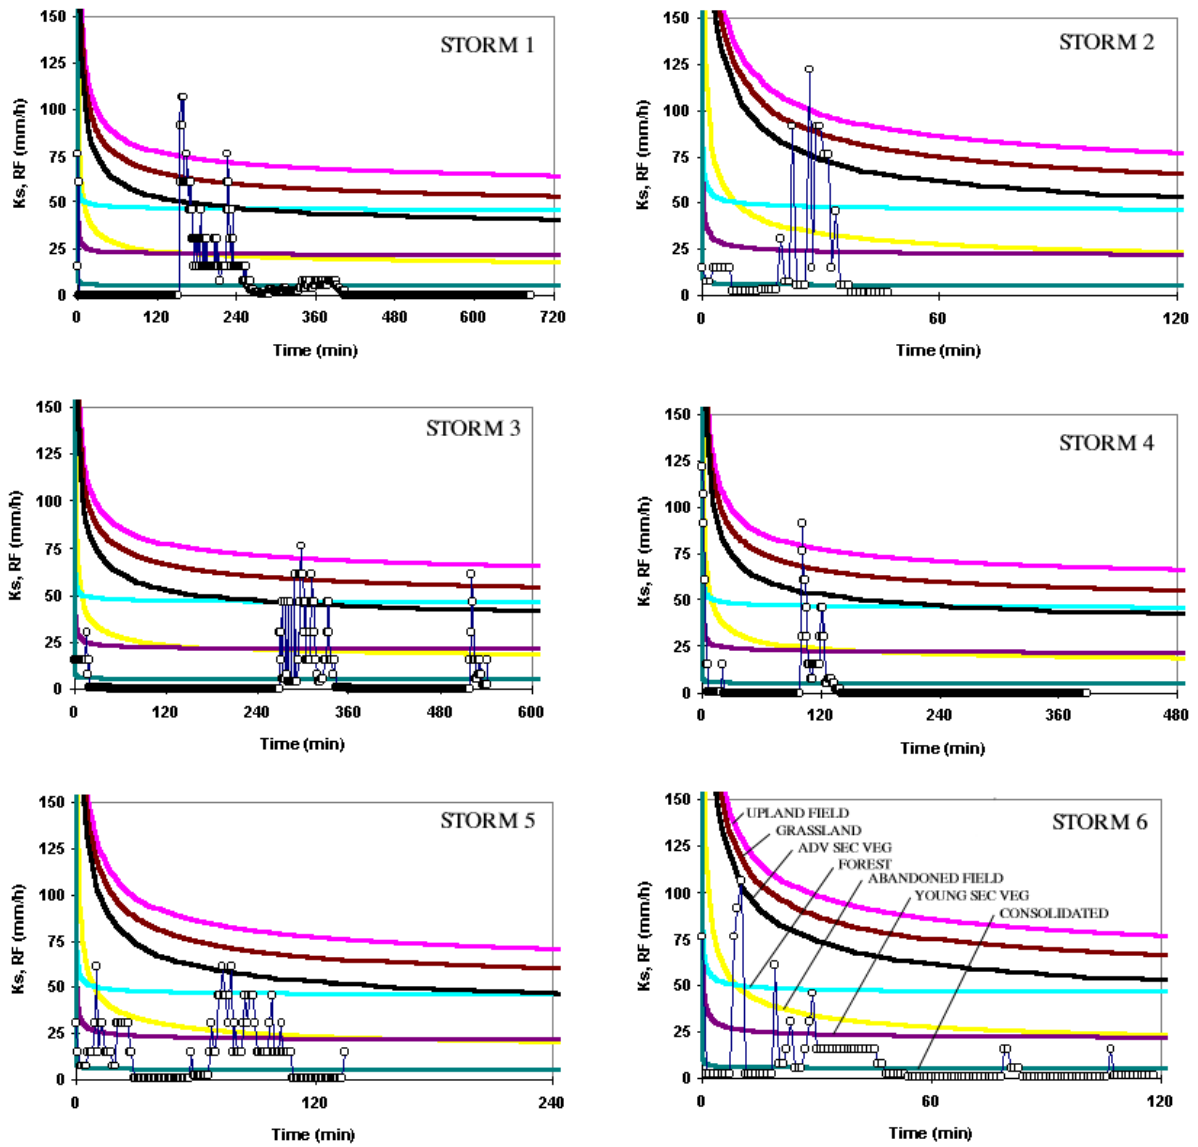 STORM 1
Ks, RF (mm/h)
150
125
100
75
50
25
0
0 120 240 360 480 600 720
Time (min)
STORM 2
Ks, RF (mm/h)
150
125
100
75
50
25
0
0 60 120
Time (min)
STORM 3
Ks, RF (mm/h)
150
125
100
75
50
25
0
0 120 240 360 480 600
Time (min)
STORM 4
Ks, RF (mm/h)
150
125
100
75
50
25
0
0 120 240 360 480
Time (min)
STORM 5
Ks, RF (mm/h)
150
125
100
75
50
25
0
0 120 240
Time (min)
STORM 6
UPLAND FIELD
GRASSLAND
ADV SEC VEG
FOREST
ABANDONED FIELD
YOUNG SEC VEG
CONSOLIDATED
Ks, RF (mm/h)
150
125
100
75
50
25
0
0 60 120
Time (min)